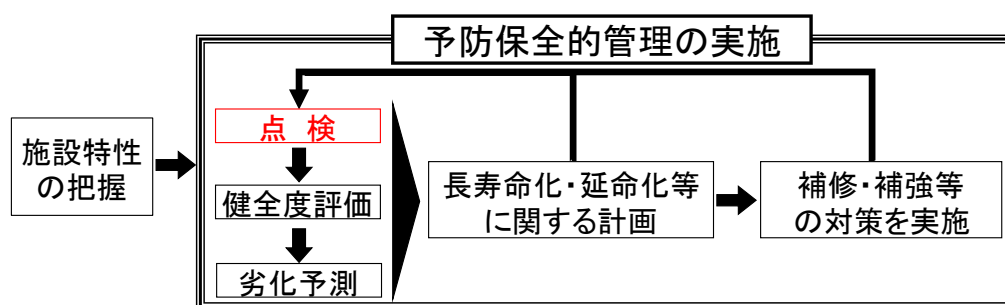 予防保全的管理の実施
施設特性
の把握
点 検
健全度評価
劣化予測
長寿命化・延命化等
に関する計画
補修・補強等
の対策を実施